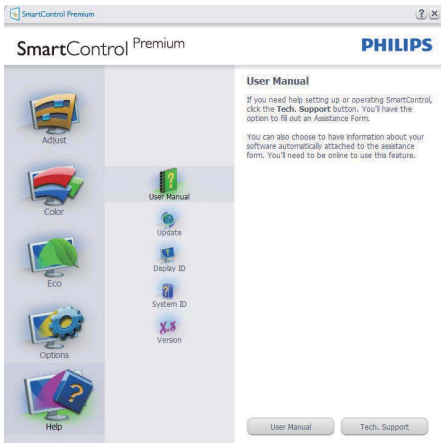 SmartControl Premium
? X
SmartControl Premium
PHILIPS
Adjust
Color
Eco
Options
Help
User Manual
Update
Display ID
System ID
X.X
Version
User Manual
If you need help setting up or operating SmartControl,
click the Tech. Support button. You'll have the
option to fill out an Assistance Form.
You can also choose to have information about your
software automatically attached to the assistance
form. You'll need to be online to use this feature.
User Manual
Tech. Support